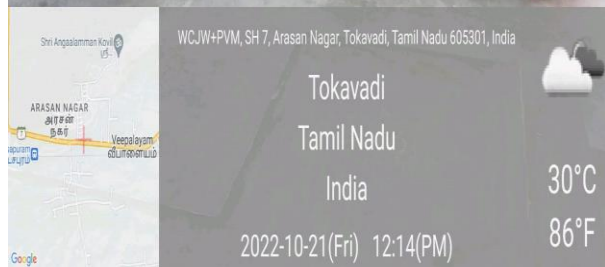 Shri Angaalamman Kovil
ARASAN NAGAR
அரசன்
நகர்
Veepalayam
வீபாளையம்
Google
WCJW+PVM, SH 7, Arasan Nagar, Tokavadi, Tamil Nadu 605301, India
Tokavadi
Tamil Nadu
India
2022-10-21(Fri) 12:14(PM)
30°C
86°F